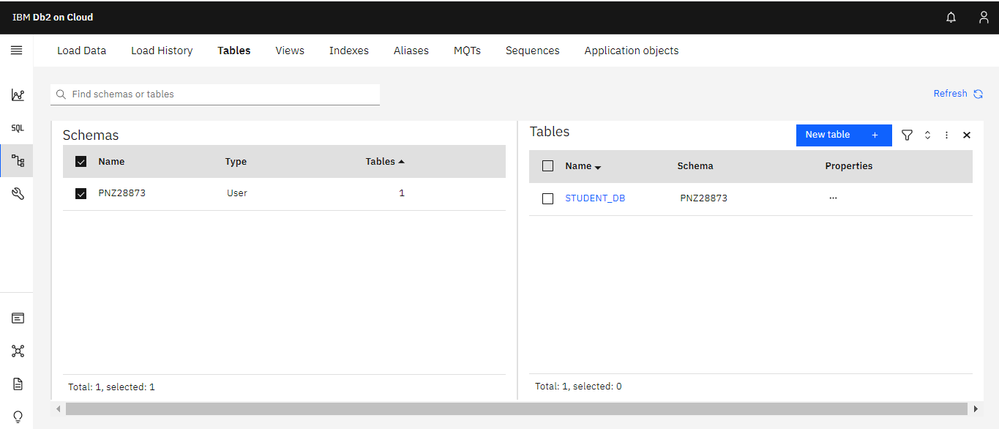 IBM Db2 on Cloud
Load Data Load History Tables Views Indexes Aliases MQTs Sequences Application objects
SQL
Find schemas or tables
Refresh
Schemas
Name Type Tables
PNZ28873 User 1
Total: 1, selected: 1
Tables
New table +
Name Schema Properties
STUDENT_DB PNZ28873 ...
Total: 1, selected: 0